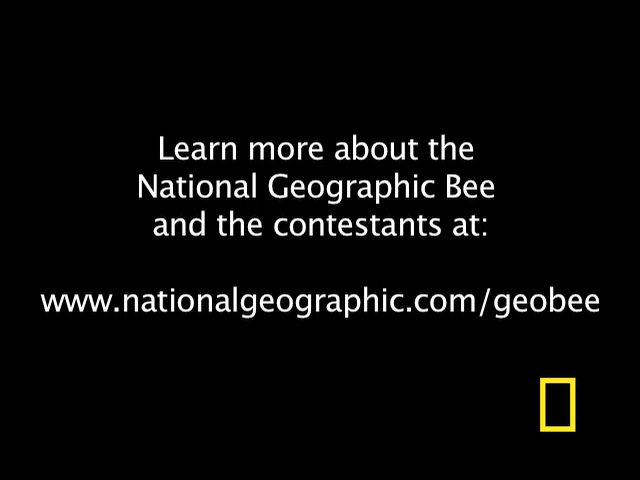 Learn more about the
National Geographic Bee
and the contestants at:
www.nationalgeographic.com/geobee